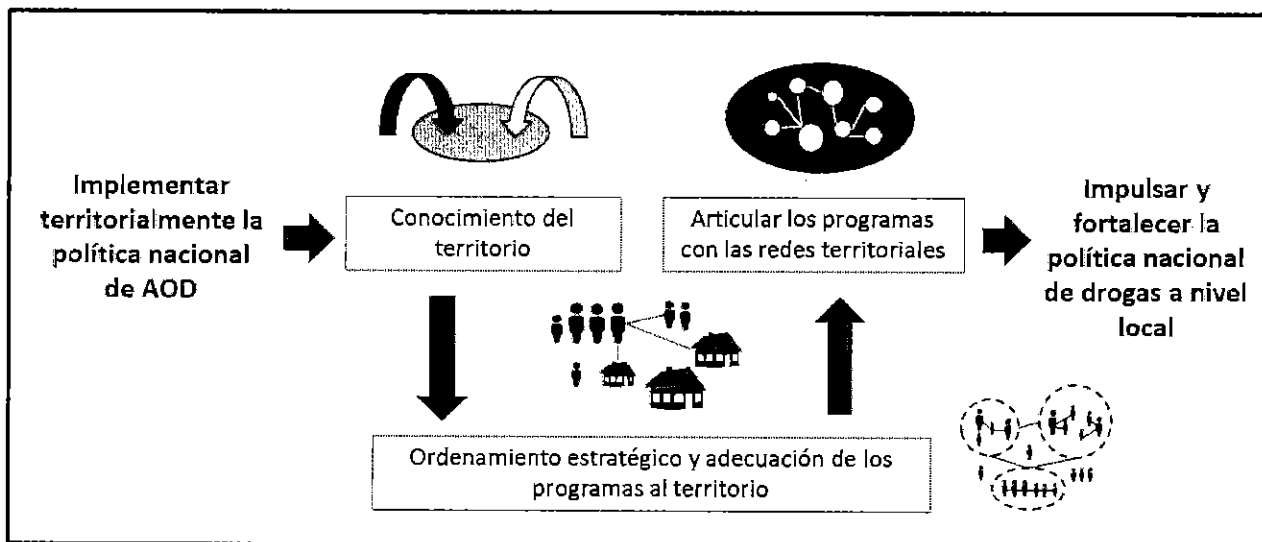 Implementar
territorialmente la
política nacional
de AOD
Conocimiento del
territorio
Articular los programas
con las redes territoriales
Impulsar y
fortalecer la
política nacional
de drogas a nivel
local
Ordenamiento estratégico y adecuación de los
programas al territorio